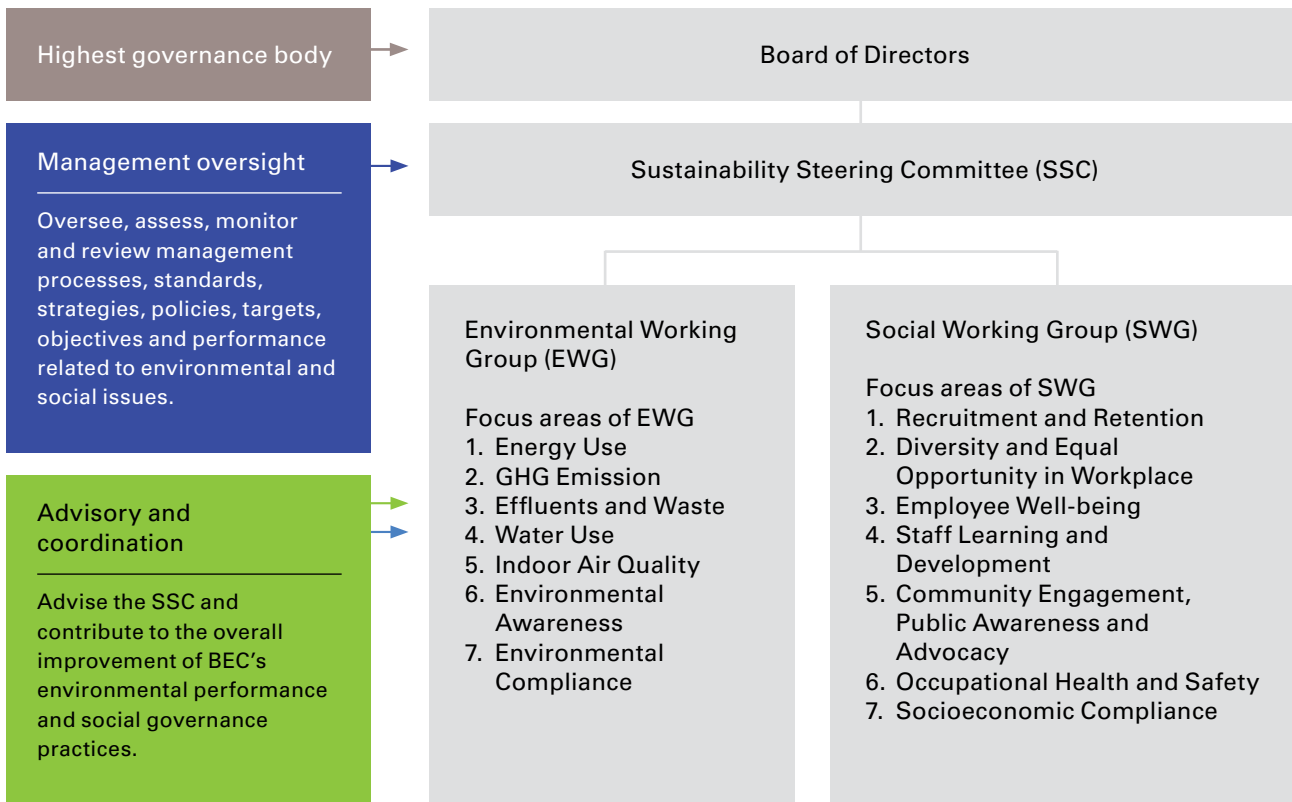 Highest governance body
Board of Directors
Management oversight
Oversee, assess, monitor
and review management
processes, standards,
strategies, policies, targets,
objectives and performance
related to environmental and
social issues.
Sustainability Steering Committee (SSC)
Advisory and
coordination
Advise the SSC and
contribute to the overall
improvement of BEC’s
environmental performance
and social governance
practices.
Environmental Working
Group (EWG)
Focus areas of EWG
1. Energy Use
2. GHG Emission
3. Effluents and Waste
4. Water Use
5. Indoor Air Quality
6. Environmental
Awareness
7. Environmental
Compliance
Social Working Group (SWG)
Focus areas of SWG
1. Recruitment and Retention
2. Diversity and Equal
Opportunity in Workplace
3. Employee Well-being
4. Staff Learning and
Development
5. Community Engagement,
Public Awareness and
Advocacy
6. Occupational Health and Safety
7. Socioeconomic Compliance